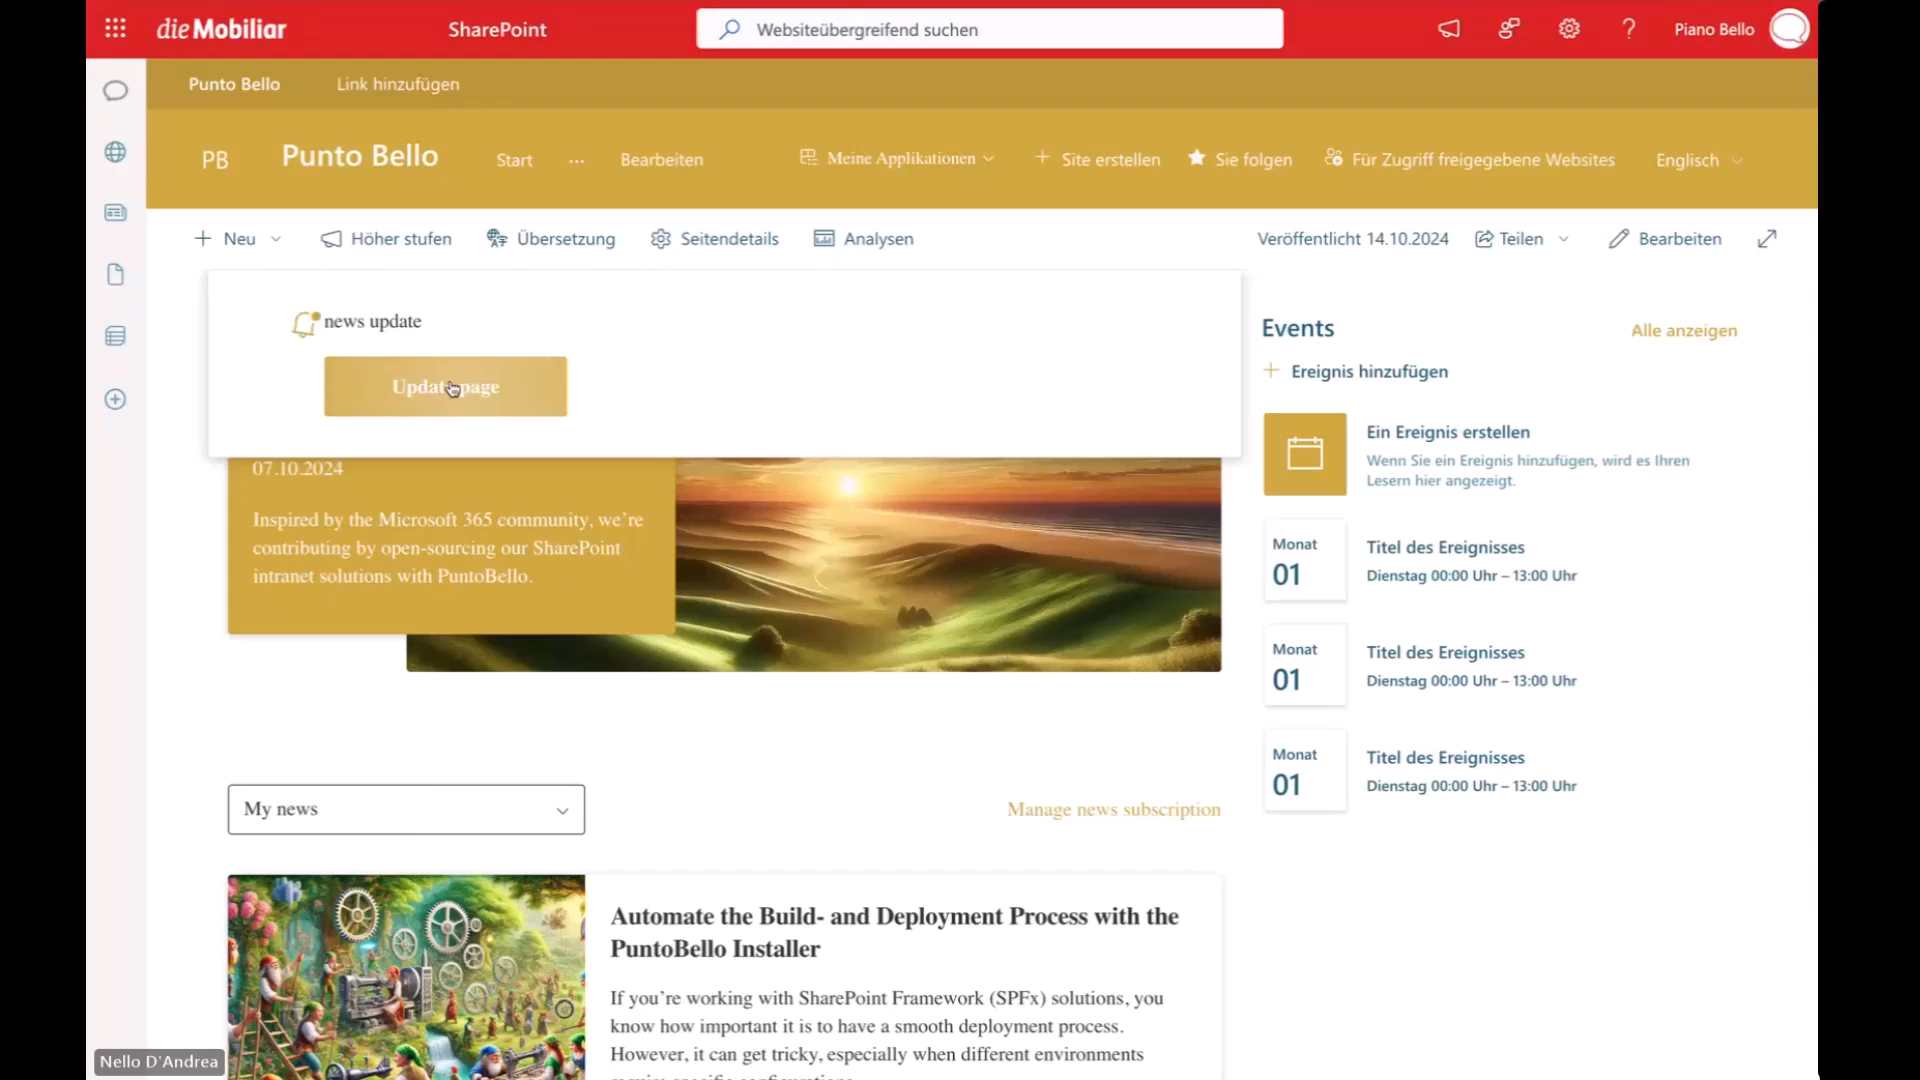 die Mobiliar
SharePoint
Websiteübergreifend suchen
Piano Bello
Punto Bello
Link hinzufügen
PB
Punto Bello
Start
...
Bearbeiten
Meine Applikationen
Site erstellen
Sie folgen
Für Zugriff freigegebene Websites
Englisch
Neu
Höher stufen
Übersetzung
Seitendetails
Analysen
Veröffentlicht 14.10.2024
Teilen
Bearbeiten
news update
Update page
07.10.2024
Inspired by the Microsoft 365 community, we're
contributing by open-sourcing our SharePoint
intranet solutions with PuntoBello.
Events
Alle anzeigen
Ereignis hinzufügen
Ein Ereignis erstellen
Wenn Sie ein Ereignis hinzufügen, wird es Ihren
Lesern hier angezeigt.
Monat
01
Titel des Ereignisses
Dienstag 00:00 Uhr – 13:00 Uhr
Monat
01
Titel des Ereignisses
Dienstag 00:00 Uhr – 13:00 Uhr
Monat
01
Titel des Ereignisses
Dienstag 00:00 Uhr – 13:00 Uhr
My news
Manage news subscription
Automate the Build- and Deployment Process with the
PuntoBello Installer
If you're working with SharePoint Framework (SPFx) solutions, you
know how important it is to have a smooth deployment process.
However, it can get tricky, especially when different environments
Nello D'Andrea